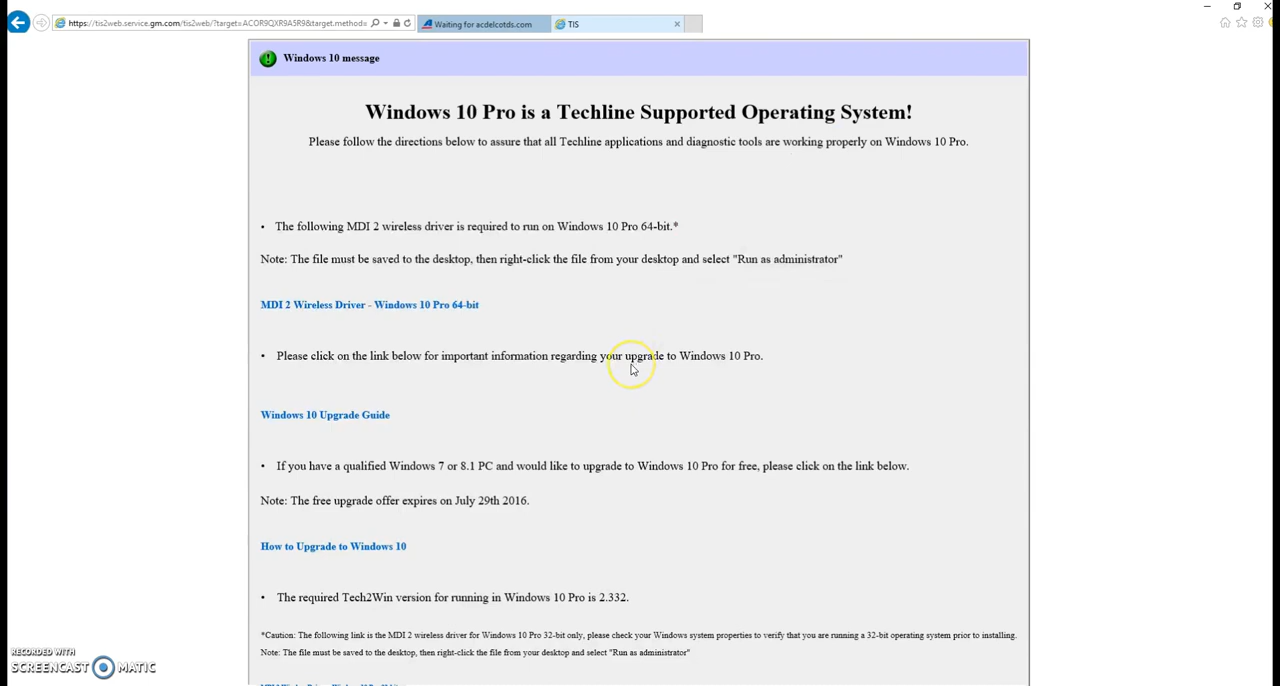 https://tis2web.service.gm.com/tis2web/?target=ACOR9QXR9A5R9&target.method=
Waiting for acdelcotds.com
TIS
Windows 10 message
Windows 10 Pro is a Techline Supported Operating System!
Please follow the directions below to assure that all Techline applications and diagnostic tools are working properly on Windows 10 Pro.
• The following MDI 2 wireless driver is required to run on Windows 10 Pro 64-bit.*
Note: The file must be saved to the desktop, then right-click the file from your desktop and select "Run as administrator"
MDI 2 Wireless Driver - Windows 10 Pro 64-bit
• Please click on the link below for important information regarding your upgrade to Windows 10 Pro.
Windows 10 Upgrade Guide
• If you have a qualified Windows 7 or 8.1 PC and would like to upgrade to Windows 10 Pro for free, please click on the link below.
Note: The free upgrade offer expires on July 29th 2016.
How to Upgrade to Windows 10
• The required Tech2Win version for running in Windows 10 Pro is 2.332.
*Caution: The following link is the MDI 2 wireless driver for Windows 10 Pro 32-bit only, please check your Windows system properties to verify that you are running a 32-bit operating system prior to installing.
Note: The file must be saved to the desktop, then right-click the file from your desktop and select "Run as administrator"
RECORDED WITH
SCREENCAST MATIC